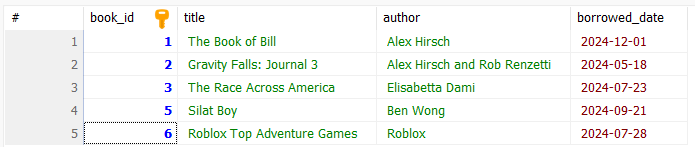 # book_id title author borrowed_date
1 1 The Book of Bill Alex Hirsch 2024-12-01
2 2 Gravity Falls: Journal 3 Alex Hirsch and Rob Renzetti 2024-05-18
3 3 The Race Across America Elisabetta Dami 2024-07-23
4 5 Silat Boy Ben Wong 2024-09-21
5 6 Roblox Top Adventure Games Roblox 2024-07-28